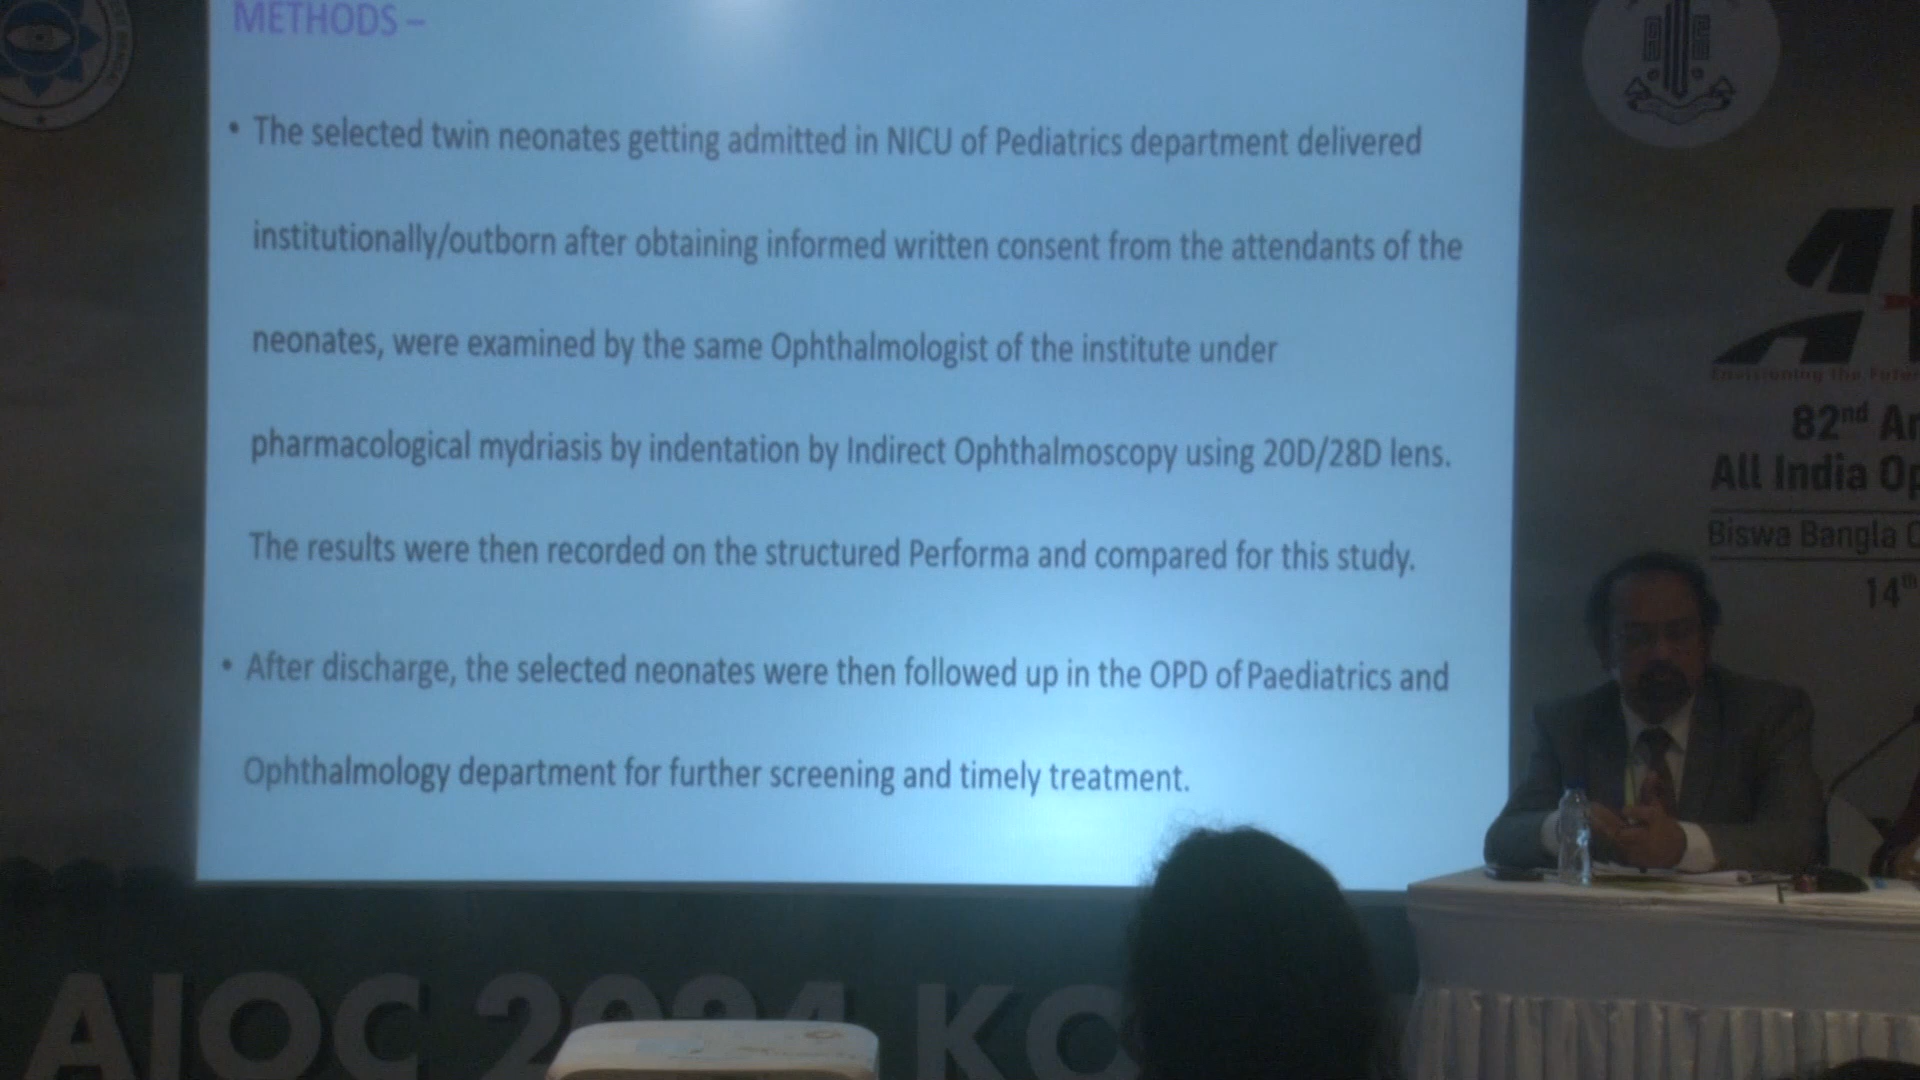 METHODS –
• The selected twin neonates getting admitted in NICU of Pediatrics department delivered
institutionally/outborn after obtaining informed written consent from the attendants of the
neonates, were examined by the same Ophthalmologist of the institute under
pharmacological mydriasis by indentation by Indirect Ophthalmoscopy using 20D/28D lens.
The results were then recorded on the structured Performa and compared for this study.
• After discharge, the selected neonates were then followed up in the OPD of Paediatrics and
Ophthalmology department for further screening and timely treatment.
Envisioning the
82nd
All India
Biswa Bangla
14th
AIOC 2024